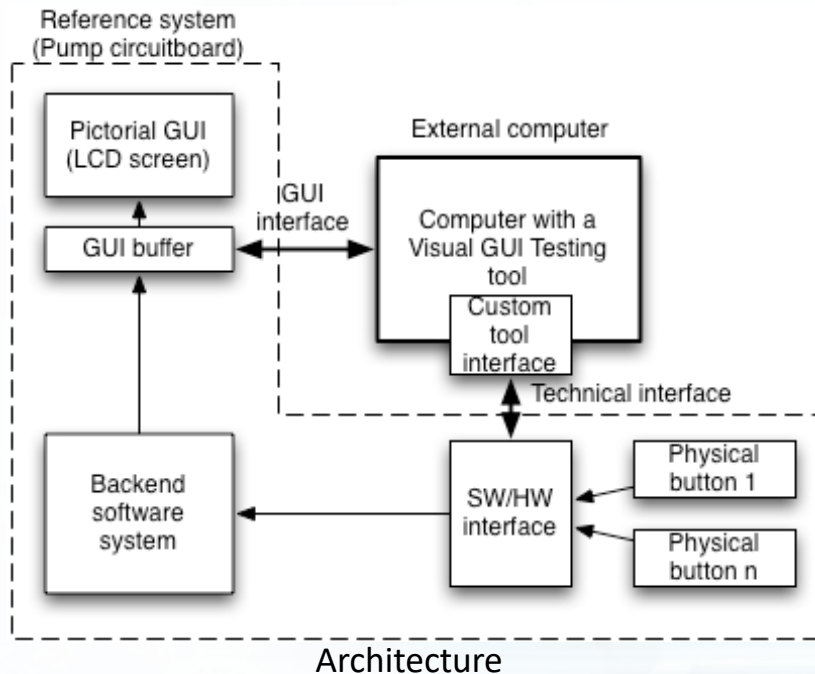 Reference system
(Pump circuitboard)
Pictorial GUI
(LCD screen)
External computer
GUI
interface
GUI buffer
Computer with a
Visual GUI Testing
tool
Custom
tool
interface
Technical interface
Backend
software
system
SW/HW
interface
Physical
button 1
Physical
button n
Architecture